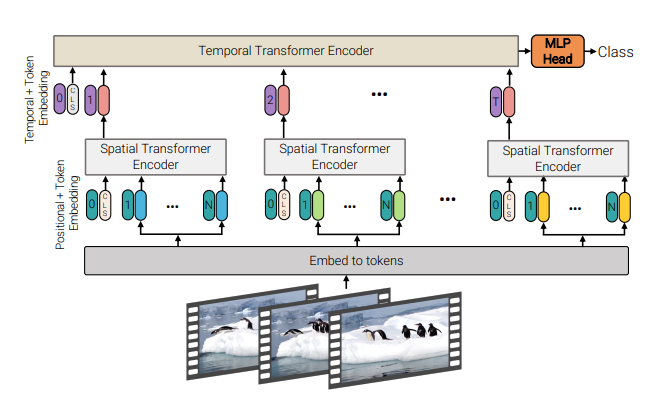 Temporal Transformer Encoder
MLP
Head
Class
Temporal + Token
Embedding
0 CLS 1
2
...
T
Spatial Transformer
Encoder
Spatial Transformer
Encoder
Spatial Transformer
Encoder
Positional + Token
Embedding
0 CLS 1 ... N
0 CLS 1 ... N
...
0 CLS 1 ... N
Embed to tokens